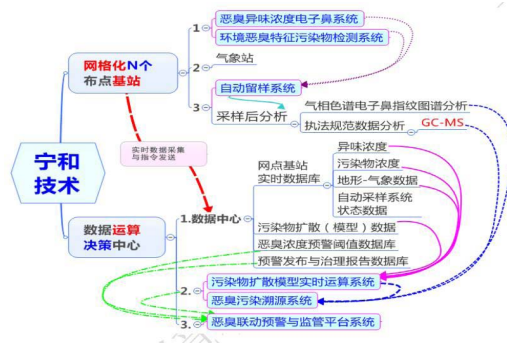 宁和
技术
网格化N个
布点基站
1
恶臭异味浓度电子鼻系统
环境恶臭特征污染物检测系统
2
气象站
3
自动留样系统
采样后分析
气相色谱电子鼻指纹图谱分析
执法规范数据分析
GC-MS
实时数据采集
与指令发送
数据运算
决策中心
1.数据中心
网点基站
实时数据库
异味浓度
污染物浓度
地形-气象数据
自动采样系统
状态数据
污染物扩散（模型）数据
恶臭浓度预警阈值数据库
预警发布与治理报告数据库
2.
污染物扩散模型实时运算系统
恶臭污染溯源系统
3.
恶臭联动预警与监管平台系统